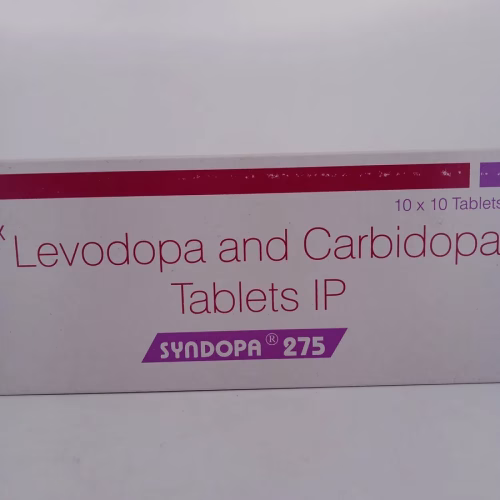 10 x 10 Tablets
x Levodopa and Carbidopa
Tablets IP
SYNDOPA® 275